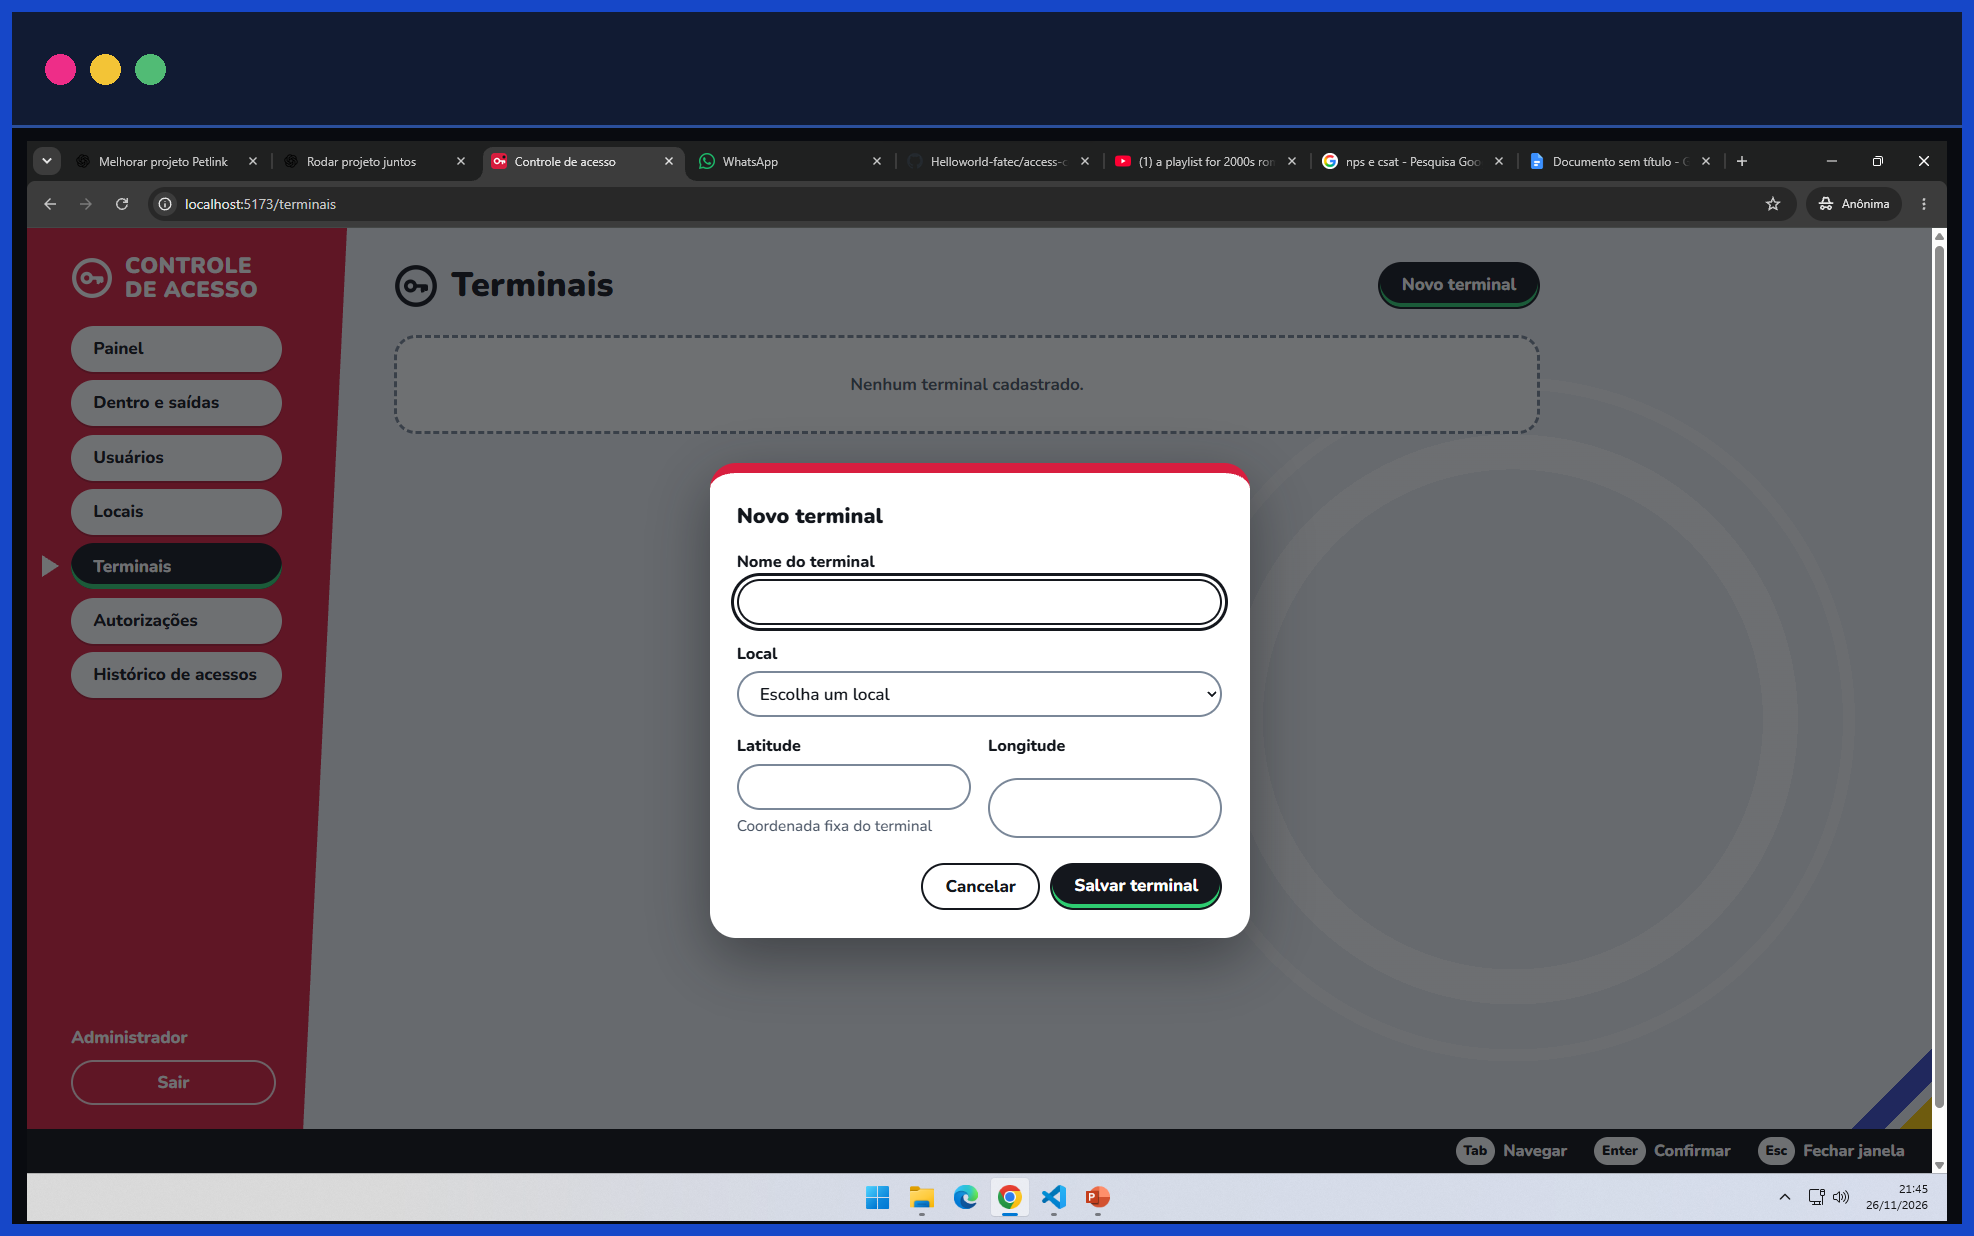 Melhorar projeto Petlink
Rodar projeto juntos
Controle de acesso
WhatsApp
Helloworld-fatec/access-c
(1) a playlist for 2000s rom
nps e csat - Pesquisa Goo
Documento sem título - G
localhost:5173/terminais
Anônima
CONTROLE
DE ACESSO
Painel
Dentro e saídas
Usuários
Locais
Terminais
Autorizações
Histórico de acessos
Administrador
Sair
Terminais
Novo terminal
Nenhum terminal cadastrado.
Novo terminal
Nome do terminal
Local
Escolha um local
Latitude
Longitude
Coordenada fixa do terminal
Cancelar
Salvar terminal
Tab Navegar
Enter Confirmar
Esc Fechar janela
21:45
26/11/2026